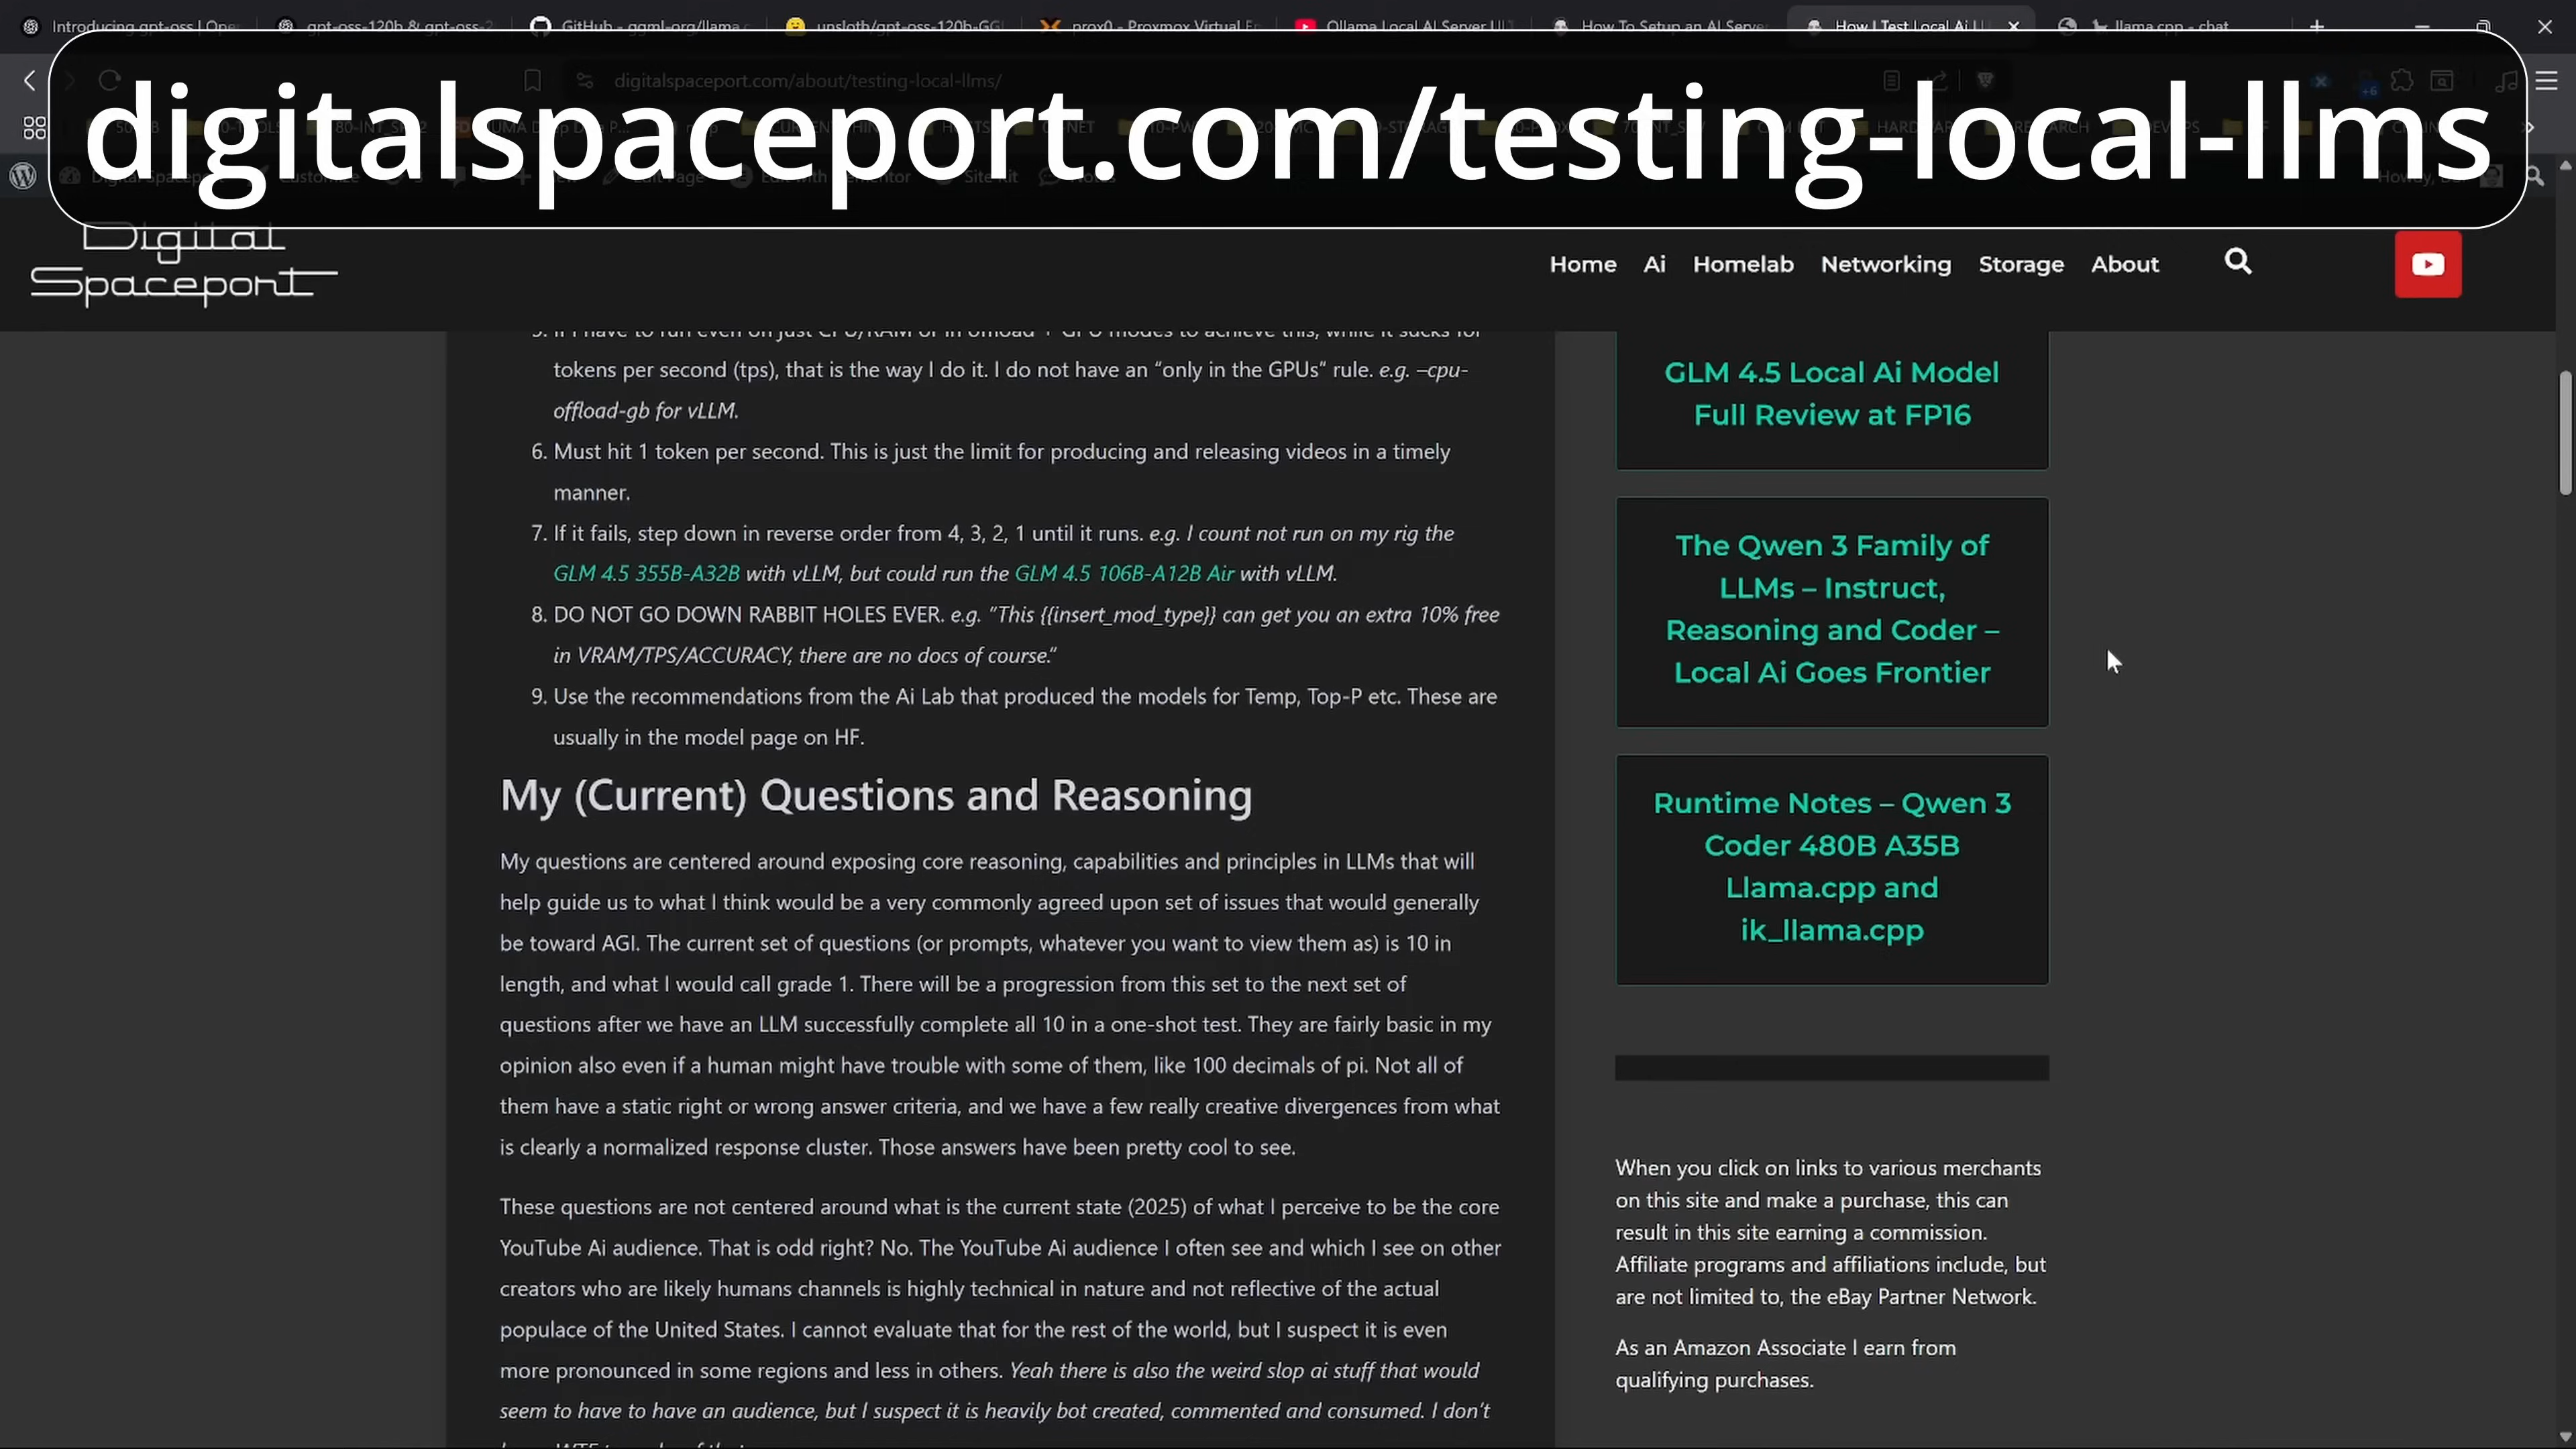 Introducing gpt-oss | Ope
gpt-oss-120b & gpt-oss-2
GitHub - ggml-org/llama.c
unsloth/gpt-oss-120b-GG
prox0 - Proxmox Virtual E
Ollama Local AI Server UI
How To Setup an AI Serve
How I Test Local Ai LL
llama.cpp - chat
digitalspaceport.com/about/testing-local-llms/
digitalspaceport.com/testing-local-llms
Digital
Spaceport
Home Ai Homelab Networking Storage About
5. If I have to run even on just CPU/RAM or in offload + GPU modes to achieve this, while it sucks for
tokens per second (tps), that is the way I do it. I do not have an “only in the GPUs” rule. e.g. –cpu-
offload-gb for vLLM.
6. Must hit 1 token per second. This is just the limit for producing and releasing videos in a timely
manner.
7. If it fails, step down in reverse order from 4, 3, 2, 1 until it runs. e.g. I count not run on my rig the
GLM 4.5 355B-A32B with vLLM, but could run the GLM 4.5 106B-A12B Air with vLLM.
8. DO NOT GO DOWN RABBIT HOLES EVER. e.g. “This {{insert_mod_type}} can get you an extra 10% free
in VRAM/TPS/ACCURACY, there are no docs of course.”
9. Use the recommendations from the Ai Lab that produced the models for Temp, Top-P etc. These are
usually in the model page on HF.
My (Current) Questions and Reasoning
My questions are centered around exposing core reasoning, capabilities and principles in LLMs that will
help guide us to what I think would be a very commonly agreed upon set of issues that would generally
be toward AGI. The current set of questions (or prompts, whatever you want to view them as) is 10 in
length, and what I would call grade 1. There will be a progression from this set to the next set of
questions after we have an LLM successfully complete all 10 in a one-shot test. They are fairly basic in my
opinion also even if a human might have trouble with some of them, like 100 decimals of pi. Not all of
them have a static right or wrong answer criteria, and we have a few really creative divergences from what
is clearly a normalized response cluster. Those answers have been pretty cool to see.
These questions are not centered around what is the current state (2025) of what I perceive to be the core
YouTube Ai audience. That is odd right? No. The YouTube Ai audience I often see and which I see on other
creators who are likely humans channels is highly technical in nature and not reflective of the actual
populace of the United States. I cannot evaluate that for the rest of the world, but I suspect it is even
more pronounced in some regions and less in others. Yeah there is also the weird slop ai stuff that would
seem to have to have an audience, but I suspect it is heavily bot created, commented and consumed. I don’t
GLM 4.5 Local Ai Model
Full Review at FP16
The Qwen 3 Family of
LLMs – Instruct,
Reasoning and Coder –
Local Ai Goes Frontier
Runtime Notes – Qwen 3
Coder 480B A35B
Llama.cpp and
ik_llama.cpp
When you click on links to various merchants
on this site and make a purchase, this can
result in this site earning a commission.
Affiliate programs and affiliations include, but
are not limited to, the eBay Partner Network.
As an Amazon Associate I earn from
qualifying purchases.